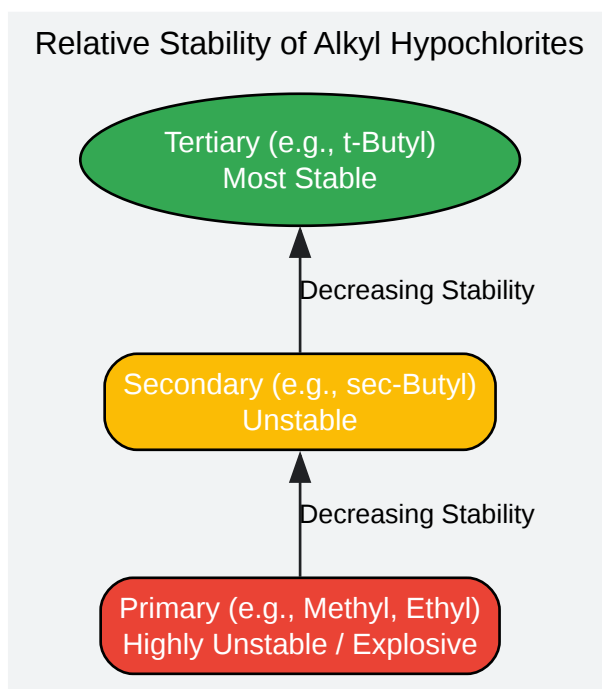 Relative Stability of Alkyl Hypochlorites
Tertiary (e.g., t-Butyl)
Most Stable
Decreasing Stability
Secondary (e.g., sec-Butyl)
Unstable
Decreasing Stability
Primary (e.g., Methyl, Ethyl)
Highly Unstable / Explosive